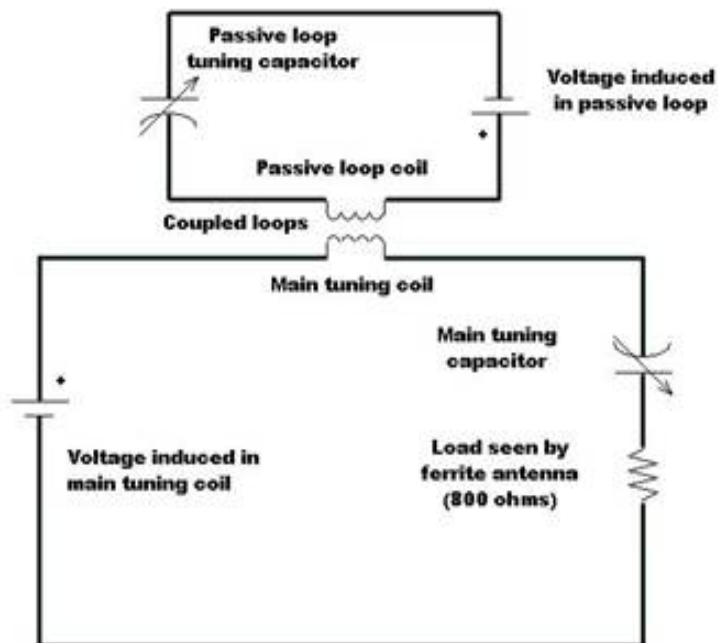 Passive loop
tuning capacitor
Voltage induced
in passive loop
+
Passive loop coil
Coupled loops
Main tuning coil
Main tuning
capacitor
+
Load seen by
ferrite antenna
(800 ohms)
Voltage induced in
main tuning coil